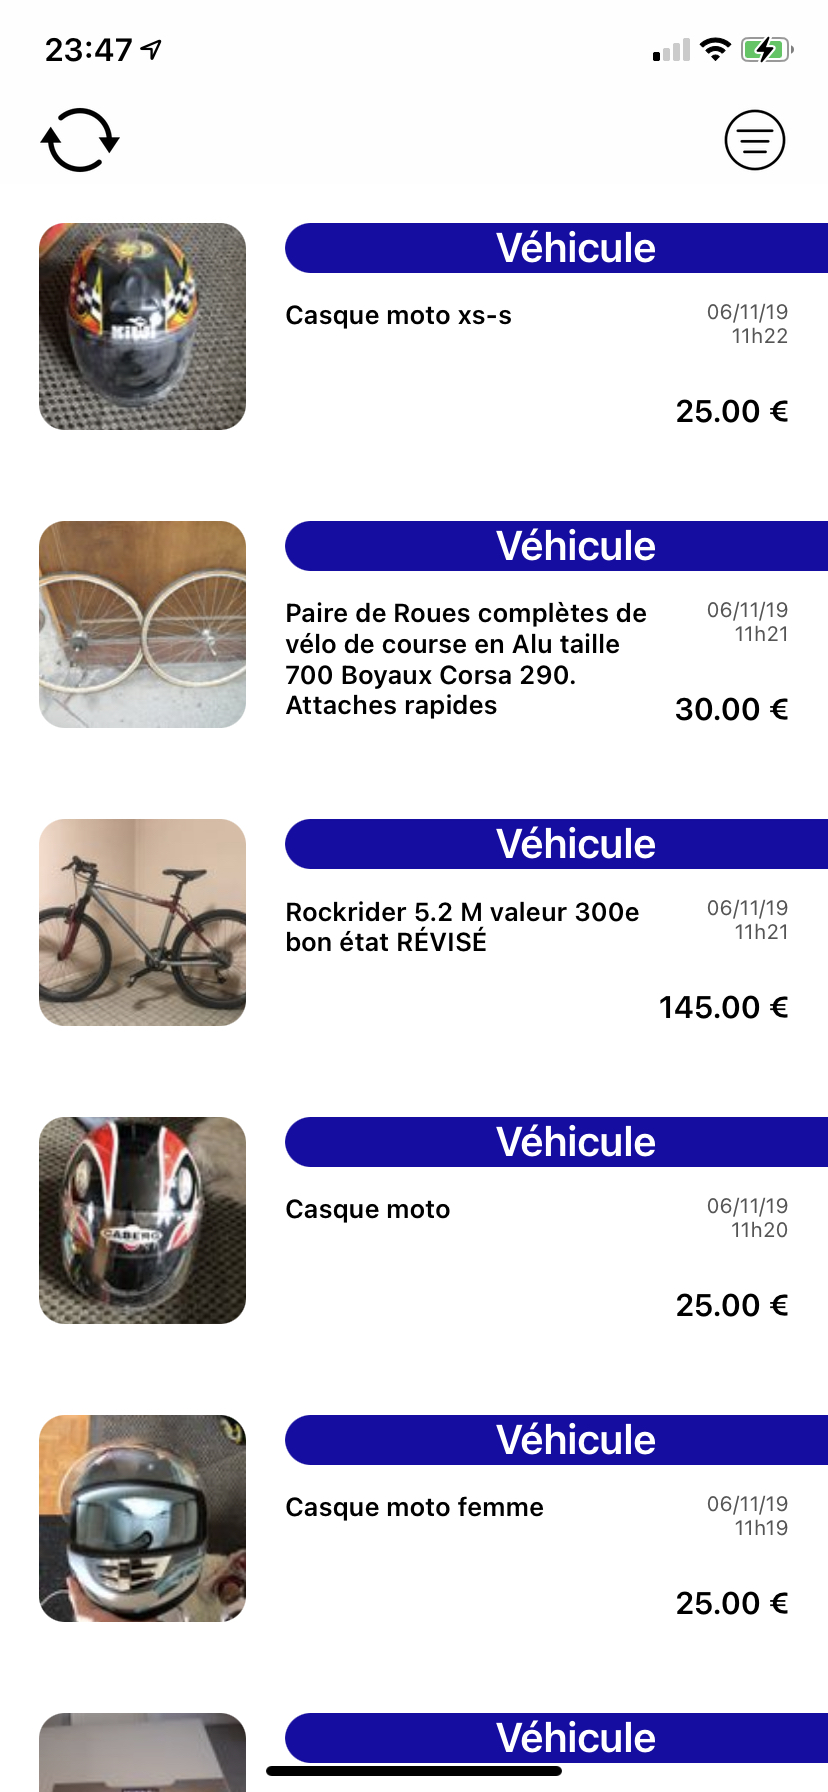 23:47
Véhicule
KiWi
Casque moto xs-s
06/11/19
11h22
25.00 €
Véhicule
Paire de Roues complètes de
vélo de course en Alu taille
700 Boyaux Corsa 290.
Attaches rapides
06/11/19
11h21
30.00 €
Véhicule
Rockrider 5.2 M valeur 300e
bon état RÉVISÉ
06/11/19
11h21
145.00 €
Véhicule
CABERG
Casque moto
06/11/19
11h20
25.00 €
Véhicule
Casque moto femme
06/11/19
11h19
25.00 €
Véhicule